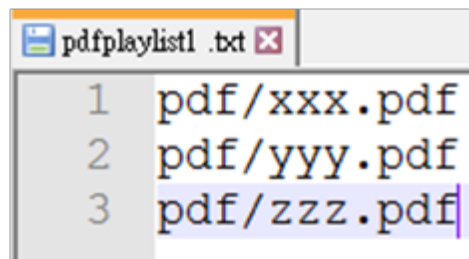 pdfplaylist1 .txt
1 pdf/xxx.pdf
2 pdf/yyy.pdf
3 pdf/zzz.pdf